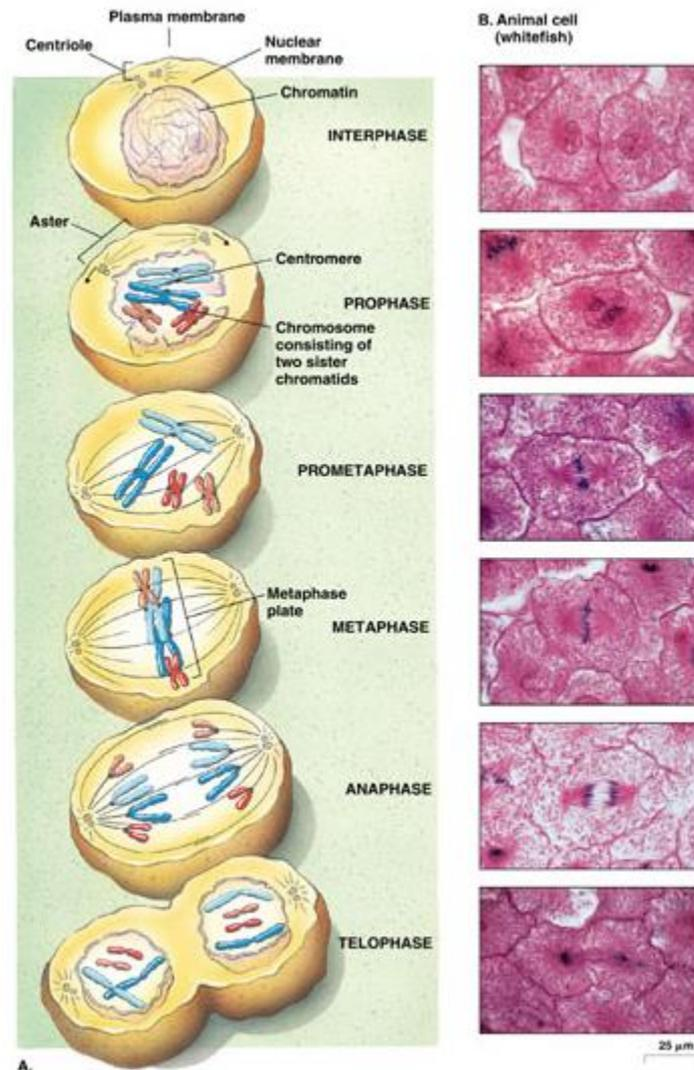 Plasma membrane
Centriole
Nuclear
membrane
Chromatin
INTERPHASE
Aster
Centromere
PROPHASE
Chromosome
consisting of
two sister
chromatids
PROMETAPHASE
Metaphase
plate
METAPHASE
ANAPHASE
TELOPHASE
A.
B. Animal cell
(whitefish)
25 µm